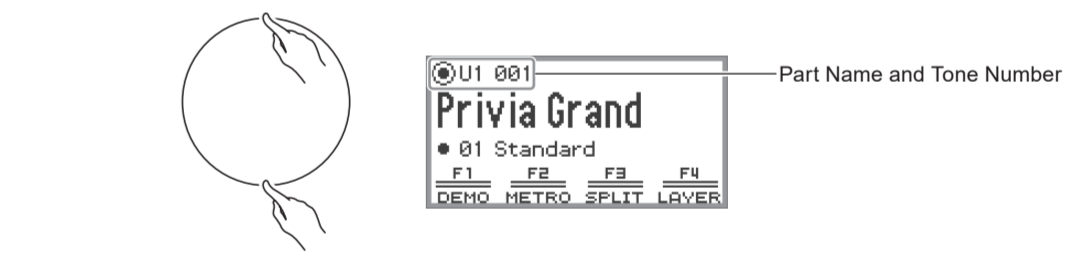 U1 001
Part Name and Tone Number
Privia Grand
● 01 Standard
F1 F2 F3 F4
DEMO METRO SPLIT LAYER